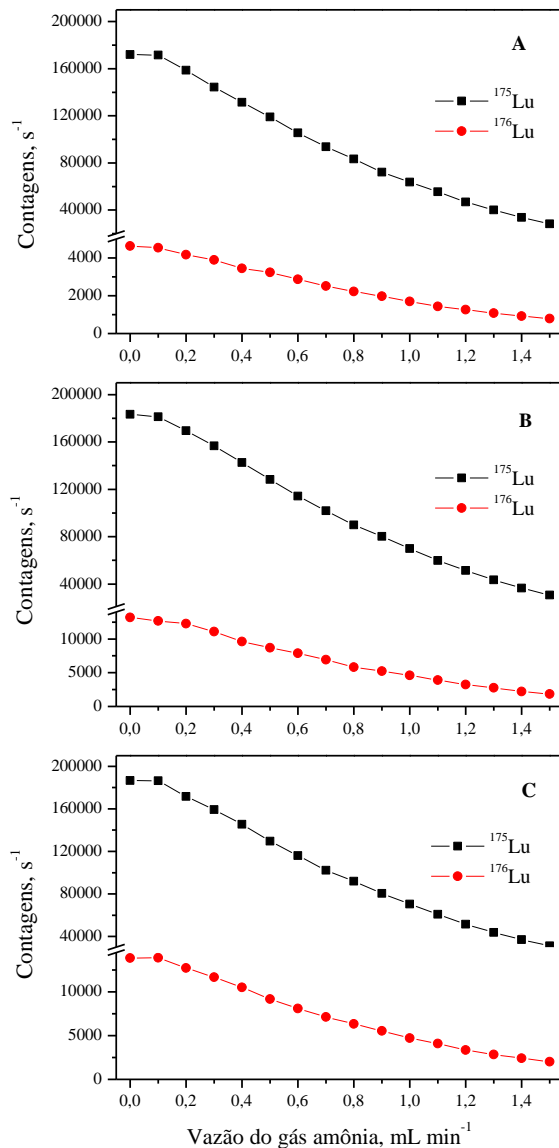 200000
160000
120000
80000
40000
4000
2000
0
Contagens, s⁻¹
A
¹⁷⁵Lu
¹⁷⁶Lu
0,0 0,2 0,4 0,6 0,8 1,0 1,2 1,4
200000
160000
120000
80000
40000
10000
5000
0
Contagens, s⁻¹
B
¹⁷⁵Lu
¹⁷⁶Lu
0,0 0,2 0,4 0,6 0,8 1,0 1,2 1,4
200000
160000
120000
80000
40000
10000
5000
0
Contagens, s⁻¹
C
¹⁷⁵Lu
¹⁷⁶Lu
0,0 0,2 0,4 0,6 0,8 1,0 1,2 1,4
Vazão do gás amônia, mL min⁻¹